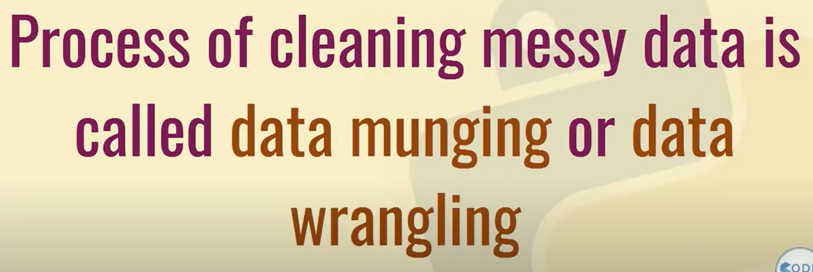 Process of cleaning messy data is
called data munging or data
wrangling